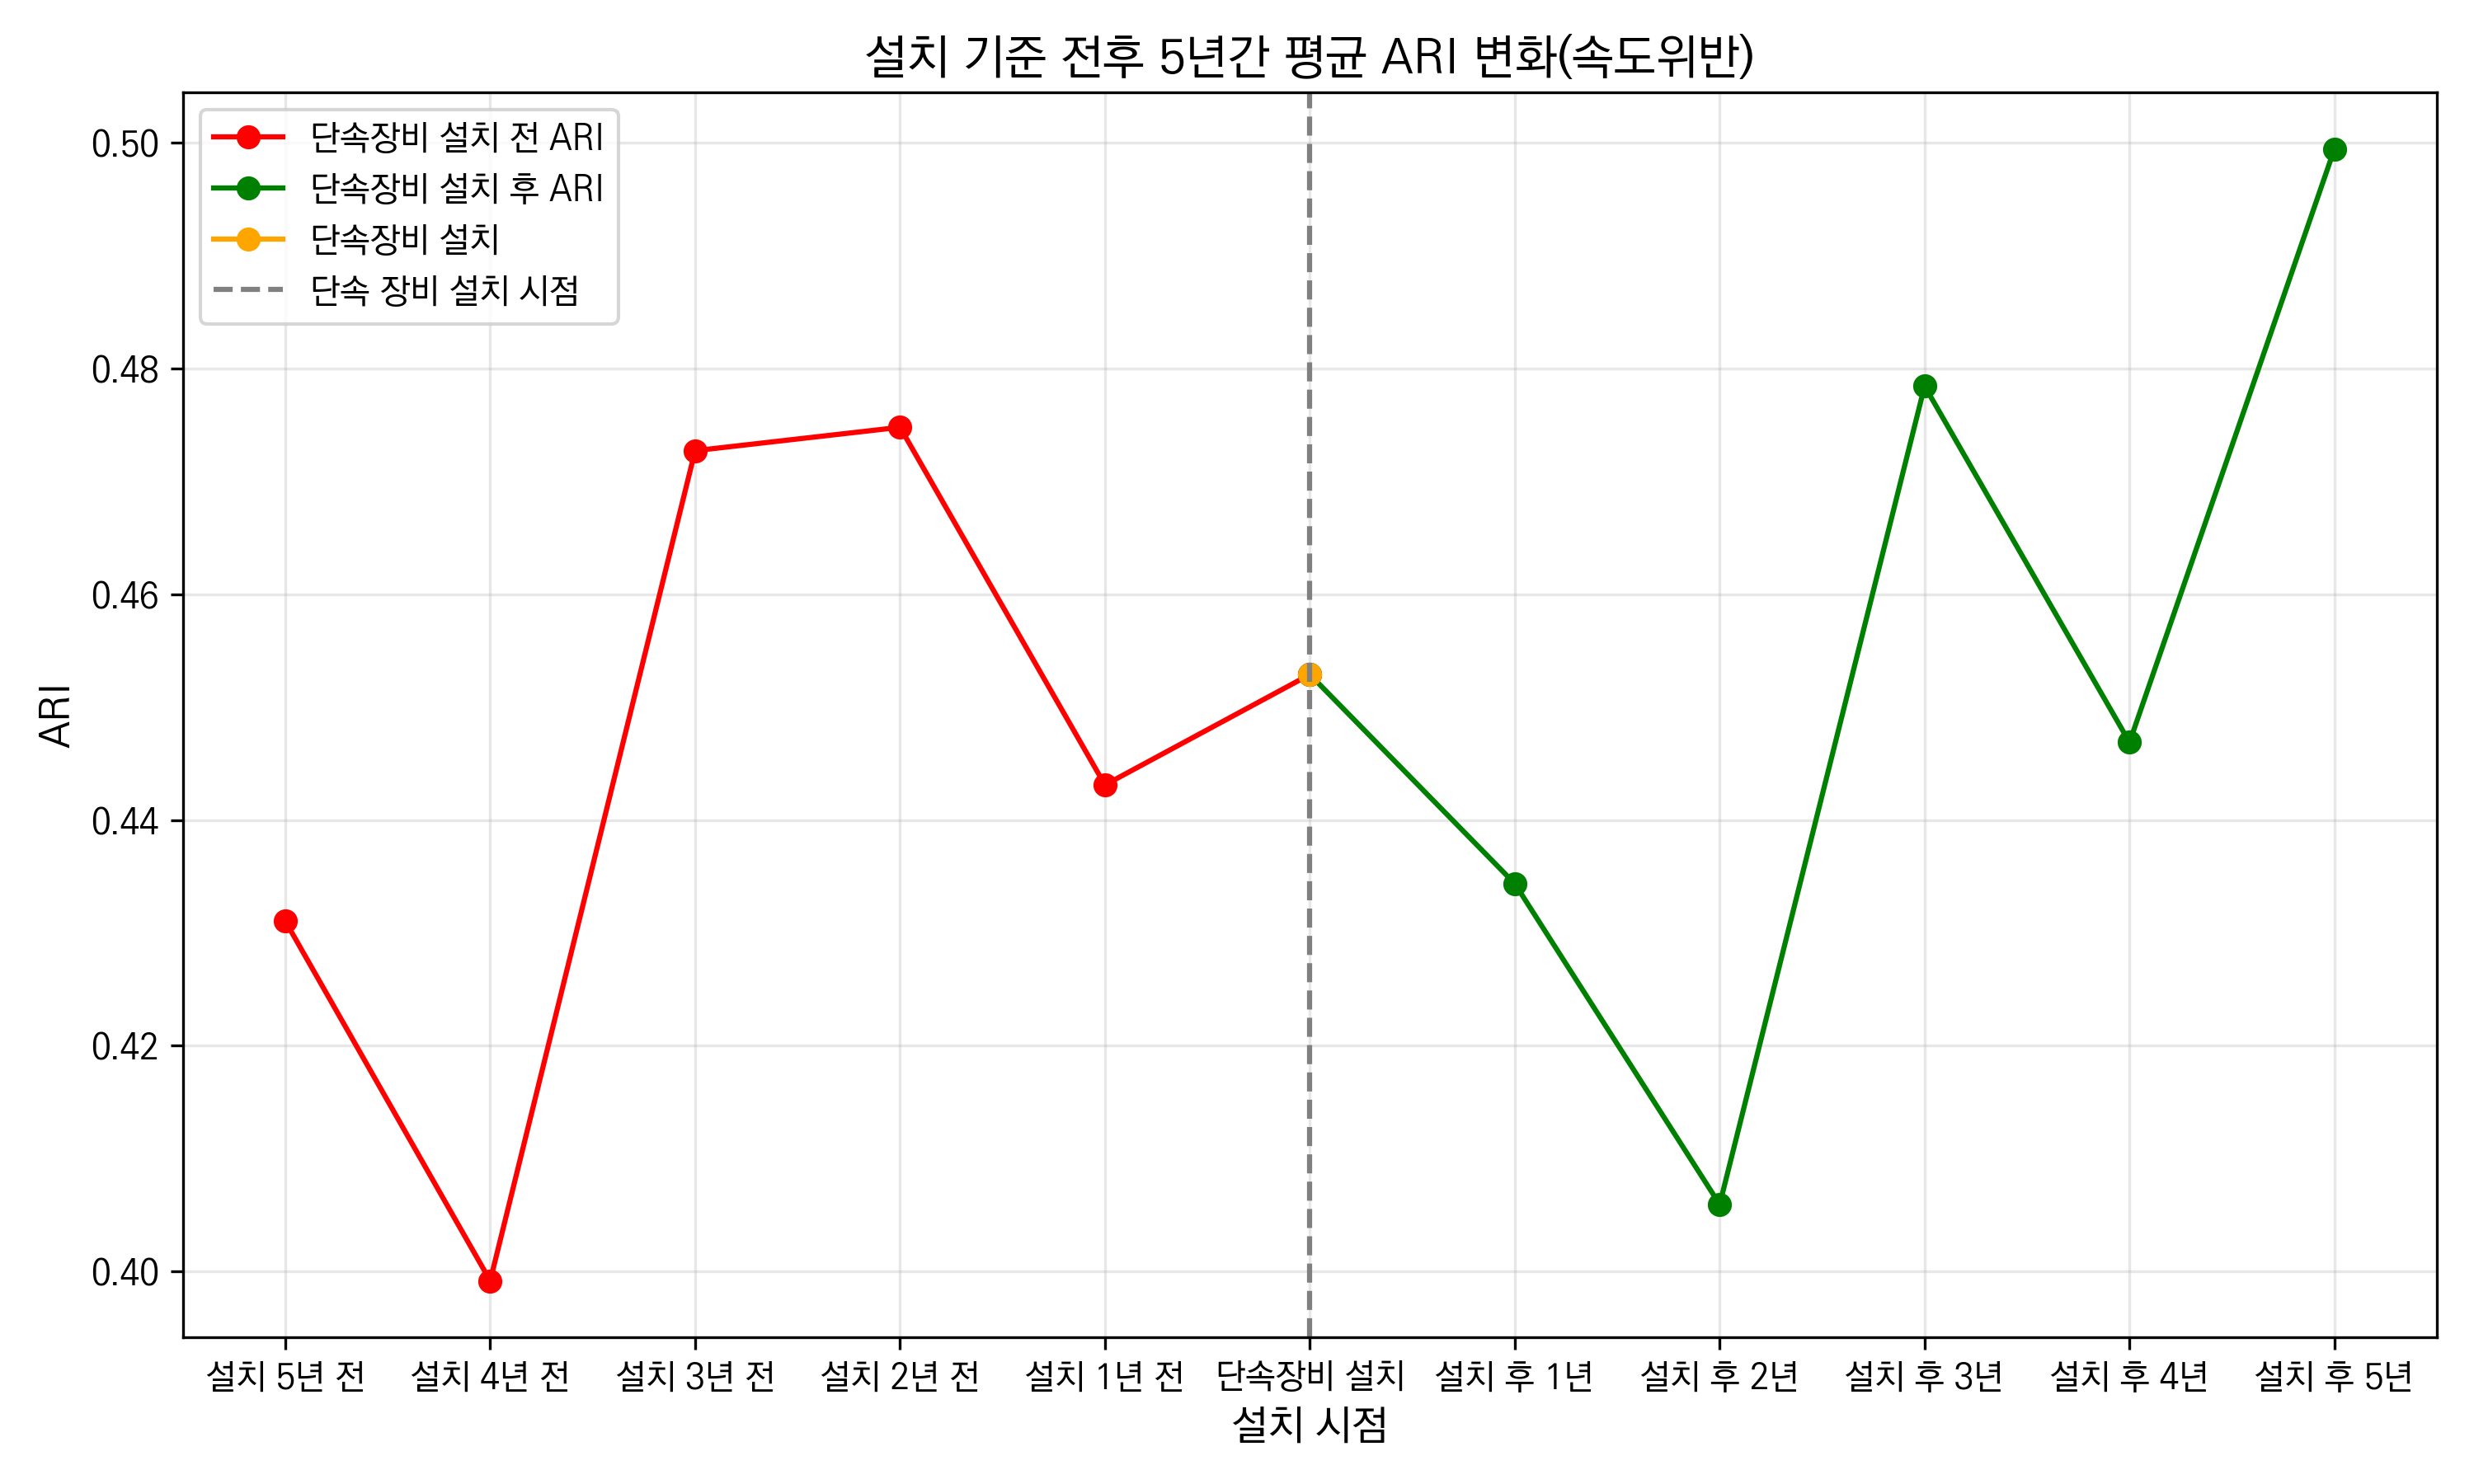 설치 기준 전후 5년간 평균 ARI 변화(속도위반)
단속장비 설치 전 ARI
단속장비 설치 후 ARI
단속장비 설치
단속 장비 설치 시점
0.50
0.48
0.46
0.44
0.42
0.40
ARI
설치 5년 전
설치 4년 전
설치 3년 전
설치 2년 전
설치 1년 전
단속장비 설치
설치 후 1년
설치 후 2년
설치 후 3년
설치 후 4년
설치 후 5년
설치 시점